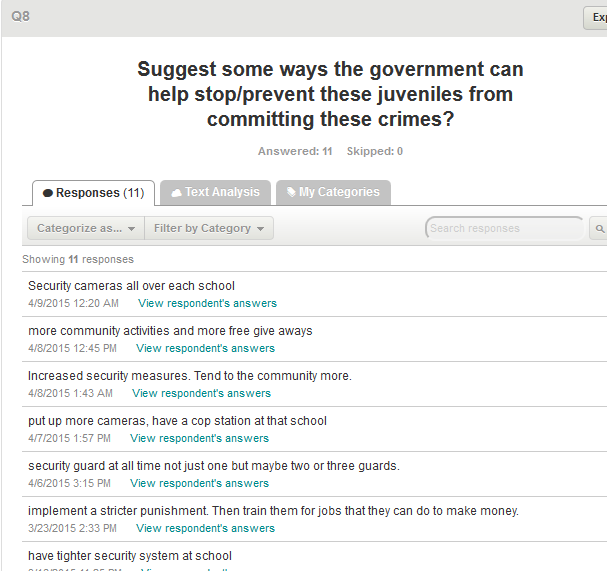 Q8
Exp
Suggest some ways the government can
help stop/prevent these juveniles from
committing these crimes?
Answered: 11 Skipped: 0
Responses (11) Text Analysis My Categories
Categorize as... Filter by Category Search responses
Showing 11 responses
Security cameras all over each school
4/9/2015 12:20 AM View respondent's answers
more community activities and more free give aways
4/8/2015 12:45 PM View respondent's answers
Increased security measures. Tend to the community more.
4/8/2015 1:43 AM View respondent's answers
put up more cameras, have a cop station at that school
4/7/2015 1:57 PM View respondent's answers
security guard at all time not just one but maybe two or three guards.
4/6/2015 3:15 PM View respondent's answers
implement a stricter punishment. Then train them for jobs that they can do to make money.
3/23/2015 2:33 PM View respondent's answers
have tighter security system at school